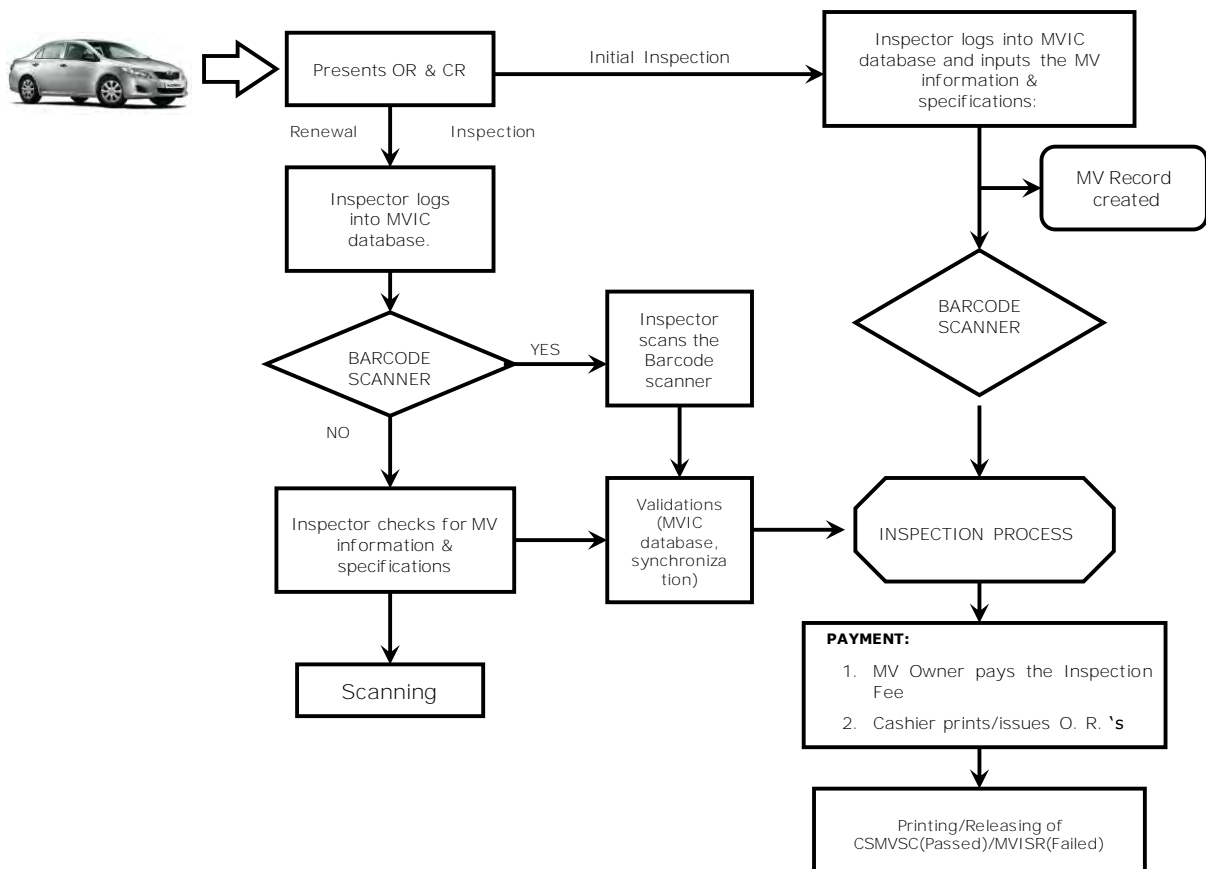 Presents OR & CR
Initial Inspection
Inspector logs into MVIC
database and inputs the MV
information &
specifications:
Renewal Inspection
MV Record
created
Inspector logs
into MVIC
database.
BARCODE
SCANNER
YES
Inspector
scans the
Barcode
scanner
BARCODE
SCANNER
NO
Inspector checks for MV
information &
specifications
Validations
(MVIC
database,
synchroniza
tion)
INSPECTION PROCESS
Scanning
PAYMENT:
1. MV Owner pays the Inspection
Fee
2. Cashier prints/issues O. R. ‘s
Printing/Releasing of
CSMVSC(Passed)/MVISR(Failed)